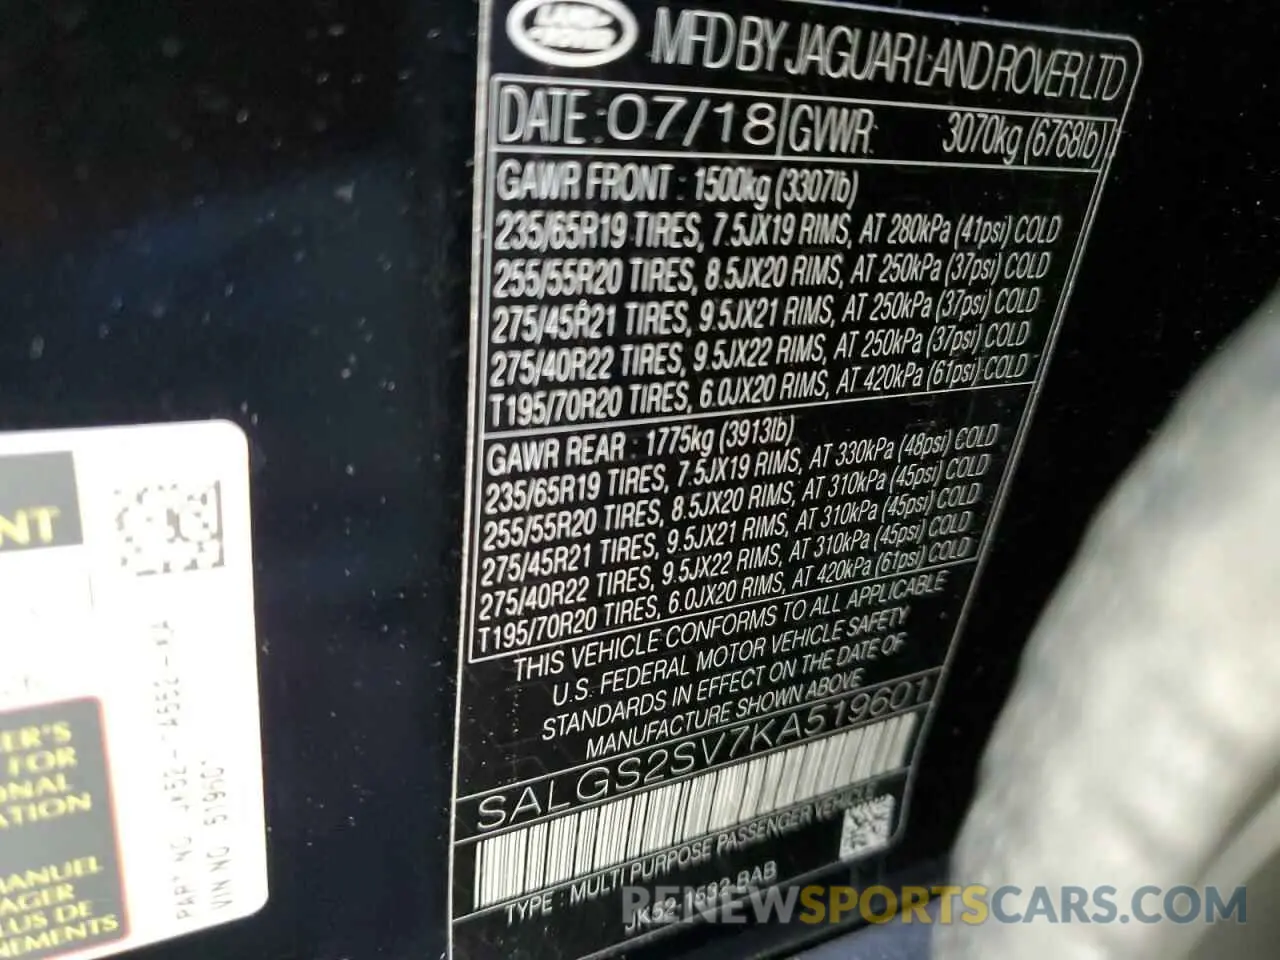 LAND ROVER
MFD BY JAGUAR LAND ROVER LTD
DATE: 07/18 GVWR: 3070kg (6768lb)
GAWR FRONT : 1500kg (3307lb)
235/65R19 TIRES, 7.5JX19 RIMS, AT 280kPa (41psi) COLD
255/55R20 TIRES, 8.5JX20 RIMS, AT 250kPa (37psi) COLD
275/45R21 TIRES, 9.5JX21 RIMS, AT 250kPa (37psi) COLD
275/40R22 TIRES, 9.5JX22 RIMS, AT 250kPa (37psi) COLD
T195/70R20 TIRES, 6.0JX20 RIMS, AT 420kPa (61psi) COLD
GAWR REAR : 1775kg (3913lb)
235/65R19 TIRES, 7.5JX19 RIMS, AT 330kPa (48psi) COLD
255/55R20 TIRES, 8.5JX20 RIMS, AT 310kPa (45psi) COLD
275/45R21 TIRES, 9.5JX21 RIMS, AT 310kPa (45psi) COLD
275/40R22 TIRES, 9.5JX22 RIMS, AT 310kPa (45psi) COLD
T195/70R20 TIRES, 6.0JX20 RIMS, AT 420kPa (61psi) COLD
THIS VEHICLE CONFORMS TO ALL APPLICABLE
U.S. FEDERAL MOTOR VEHICLE SAFETY
STANDARDS IN EFFECT ON THE DATE OF
MANUFACTURE SHOWN ABOVE
SALGS2SV7KA519601
TYPE : MULTI PURPOSE PASSENGER VEHICLE
JK52-1532-BAB
NT
ER'S
FOR
ONAL
ATION
MANUEL
AGER
LUS DE
NEMENTS
PART NO JK52-1A552-KA
VIN NO 519601
RENEWSPORTSCARS.COM